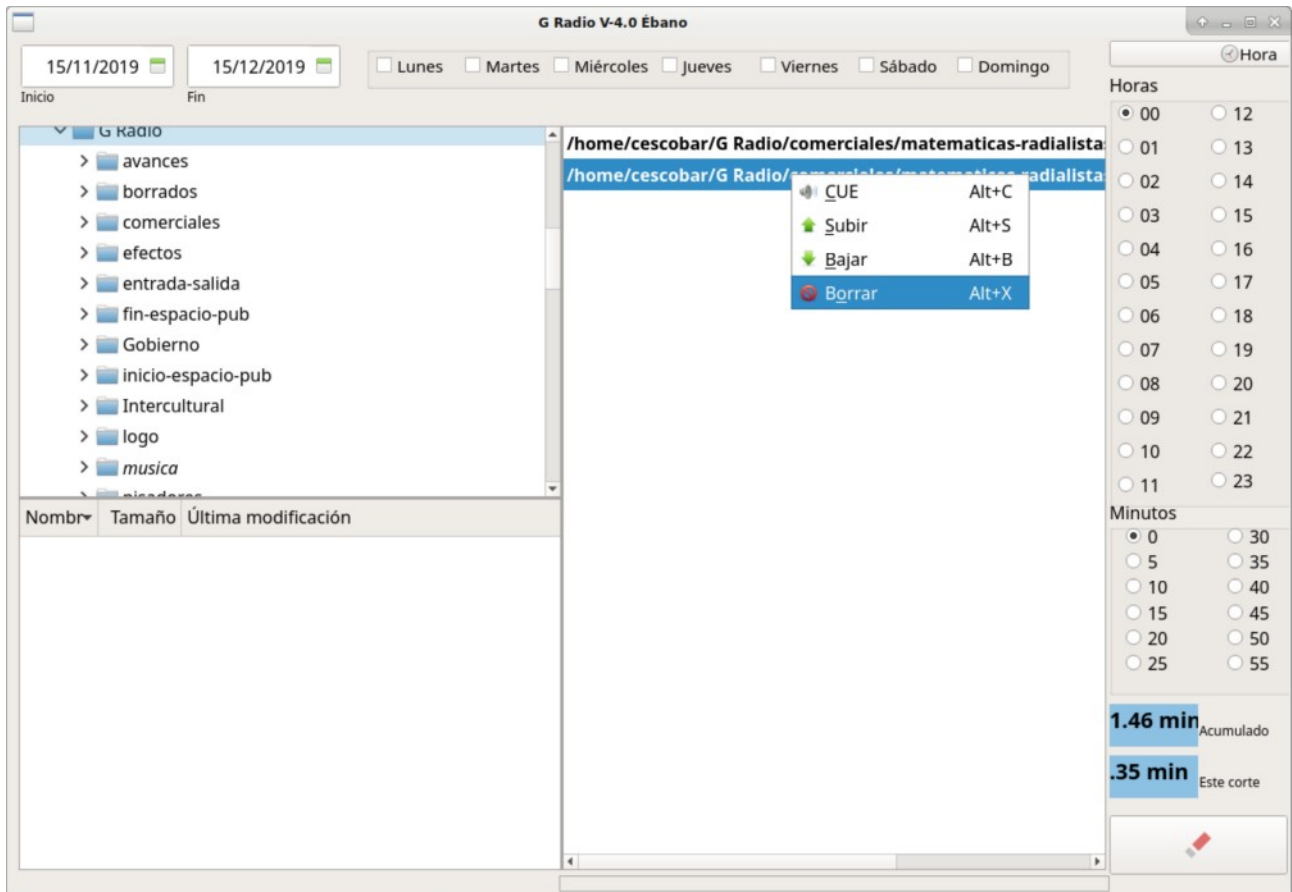 G Radio V-4.0 Ébano
15/11/2019 15/12/2019 Lunes Martes Miércoles Jueves Viernes Sábado Domingo
Inicio Fin
Hora
Horas
00 12
01 13
02 14
03 15
04 16
05 17
06 18
07 19
08 20
09 21
10 22
11 23
Minutos
0 30
5 35
10 40
15 45
20 50
25 55
1.46 min Acumulado
.35 min Este corte
G Radio
avances
borrados
comerciales
efectos
entrada-salida
fin-espacio-pub
Gobierno
inicio-espacio-pub
Intercultural
logo
musica
Nombr Tamaño Última modificación
/home/cescobar/G Radio/comerciales/matematicas-radialista
/home/cescobar/G Radio/comerciales/matematicas-radialista
CUE Alt+C
Subir Alt+S
Bajar Alt+B
Borrar Alt+X